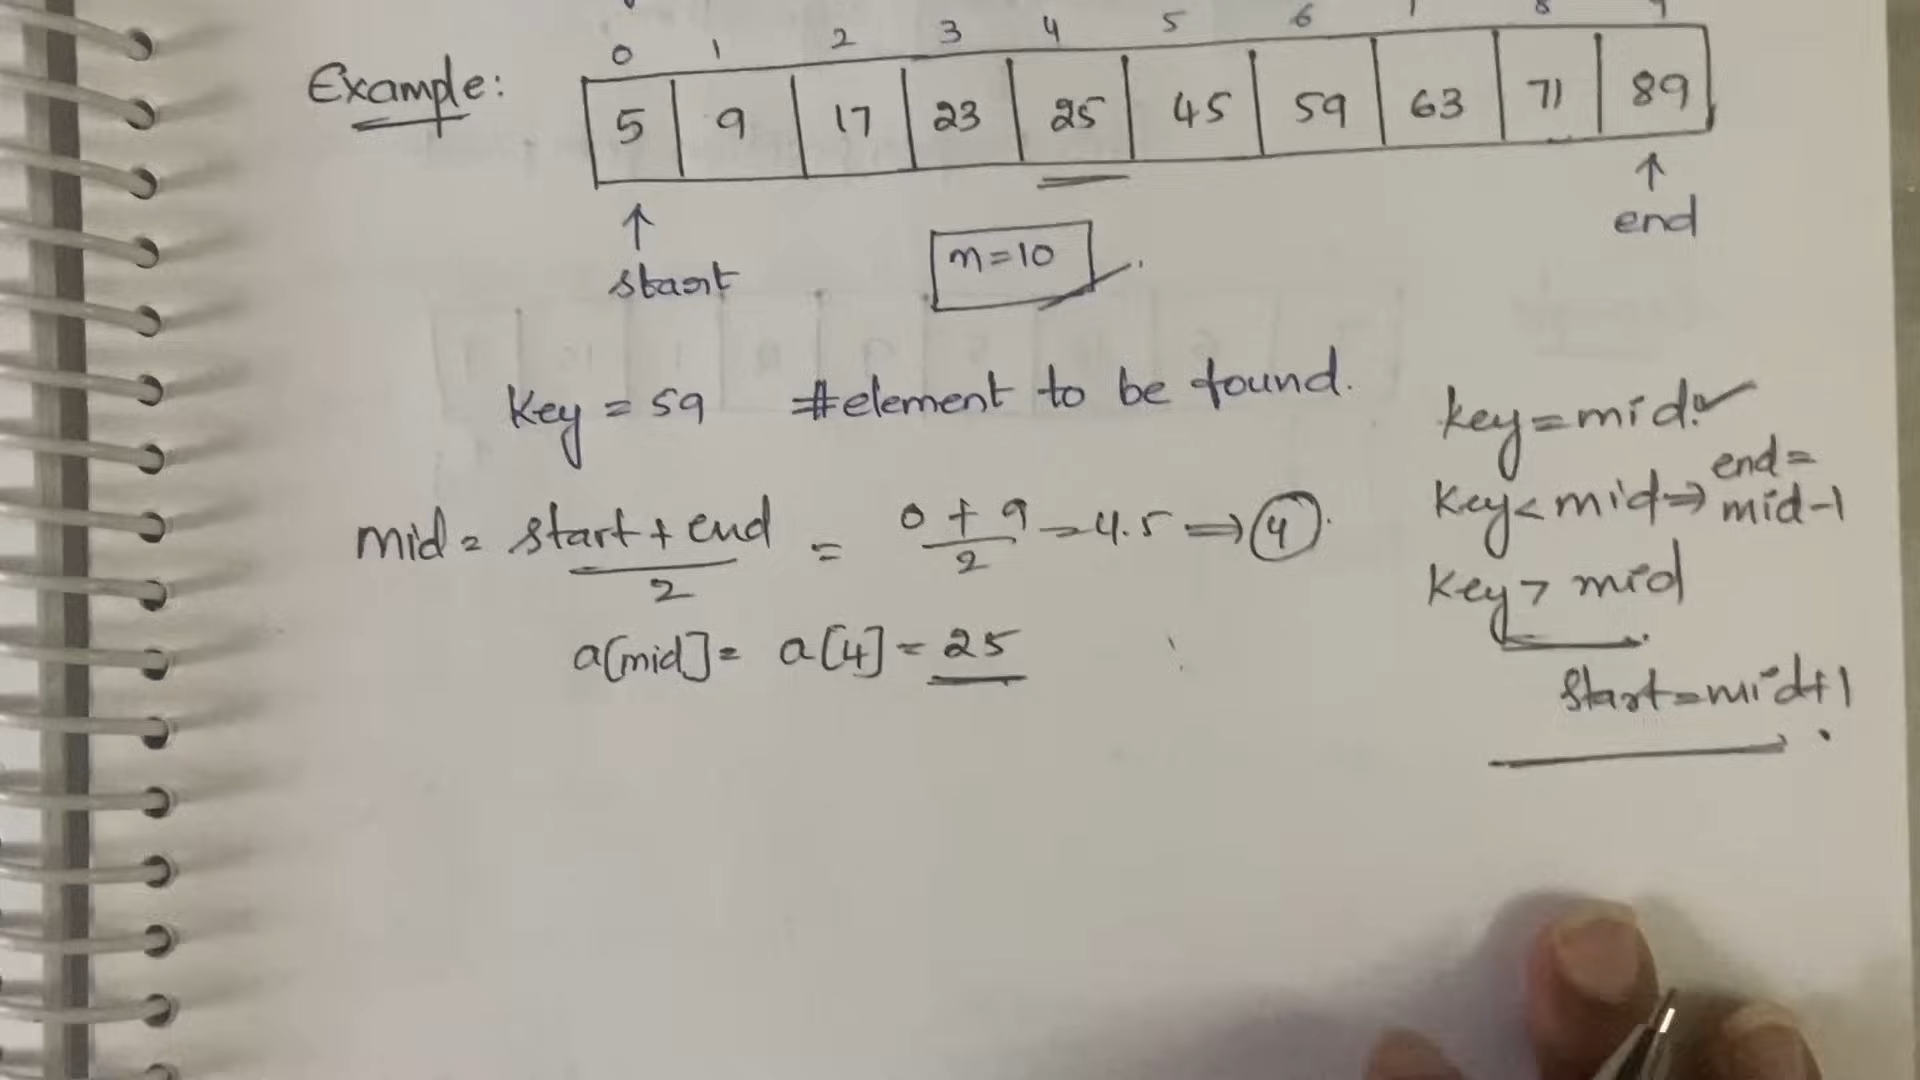 0 1 2 3 4 5 6 8 9
Example: 5 9 17 23 25 45 59 63 71 89
↑ start
↑ end
n=10
Key = 59 #element to be found.
mid = start + end / 2 = 0 + 9 / 2 = 4.5 ⇒ 4
a[mid] = a[4] = 25
key = mid ✓
key < mid ⇒ end = mid-1
key > mid
start = mid+1